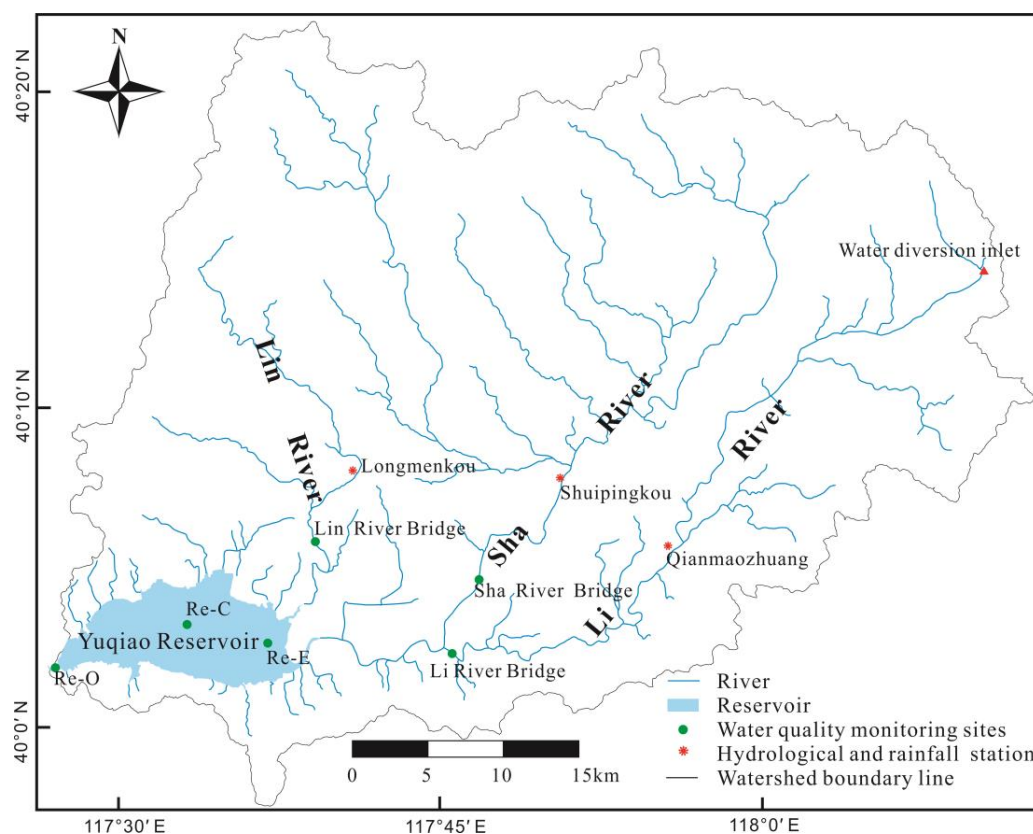 N
40°20′ N
Water diversion inlet
Lin
River
40°10′ N
River
River
Longmenkou
Shuipingkou
Lin River Bridge
Sha
Qianmaozhuang
Sha River Bridge
Re-C
Li
Yuqiao Reservoir
Re-E
Re-O
Li River Bridge
River
Reservoir
40°0′ N
Water quality monitoring sites
Hydrological and rainfall station
Watershed boundary line
0 5 10 15km
117°30′ E
117°45′ E
118°0′ E